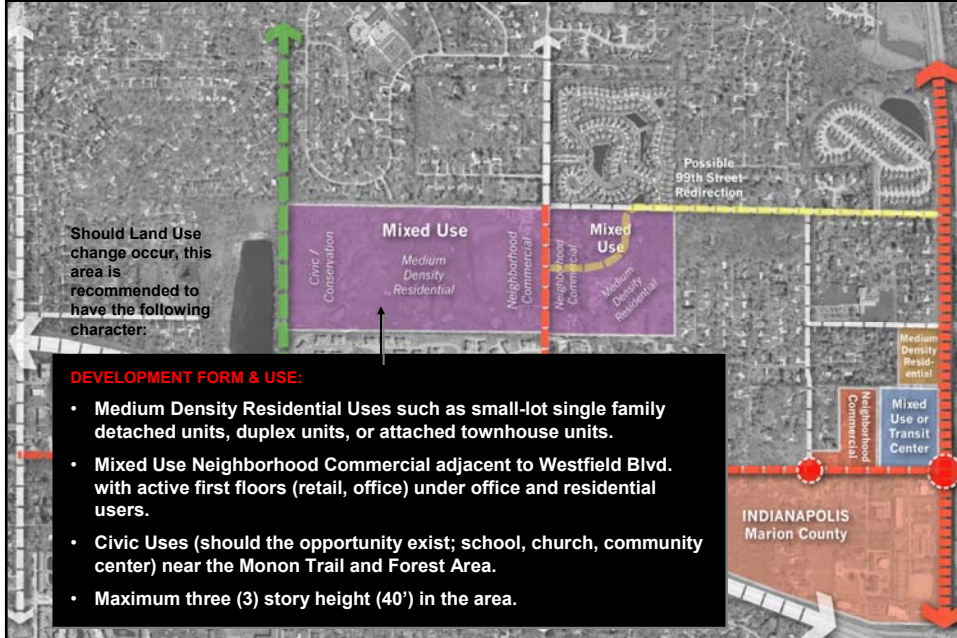 Possible
99th Street
Redirection
Should Land Use
change occur, this
area is
recommended to
have the following
character:
Civic /
Conservation
Mixed Use
Medium
Density
Residential
Neighborhood
Commercial
Neighborhood
Commercial
Mixed
Use
Medium
Density
Residential
Medium
Density
Resid-
ential
Neighborhood
Commercial
Mixed
Use or
Transit
Center
INDIANAPOLIS
Marion County
DEVELOPMENT FORM & USE:
• Medium Density Residential Uses such as small-lot single family
detached units, duplex units, or attached townhouse units.
• Mixed Use Neighborhood Commercial adjacent to Westfield Blvd.
with active first floors (retail, office) under office and residential
users.
• Civic Uses (should the opportunity exist; school, church, community
center) near the Monon Trail and Forest Area.
• Maximum three (3) story height (40’) in the area.